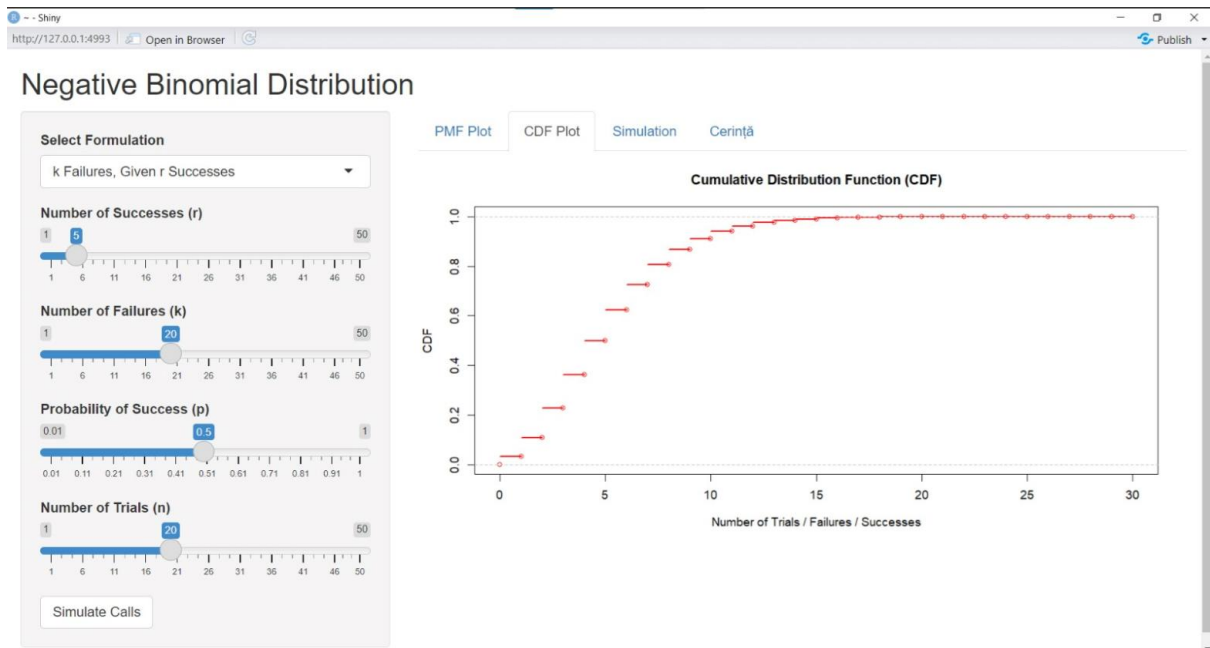 ~ - Shiny
http://127.0.0.1:4993 Open in Browser Publish
Negative Binomial Distribution
Select Formulation
k Failures, Given r Successes
Number of Successes (r)
1 5 50
1 6 11 16 21 26 31 36 41 46 50
Number of Failures (k)
1 20 50
1 6 11 16 21 26 31 36 41 46 50
Probability of Success (p)
0.01 0.5 1
0.01 0.11 0.21 0.31 0.41 0.51 0.61 0.71 0.81 0.91 1
Number of Trials (n)
1 20 50
1 6 11 16 21 26 31 36 41 46 50
Simulate Calls
PMF Plot CDF Plot Simulation Cerință
Cumulative Distribution Function (CDF)
CDF
1.0
0.8
0.6
0.4
0.2
0.0
0 5 10 15 20 25 30
Number of Trials / Failures / Successes